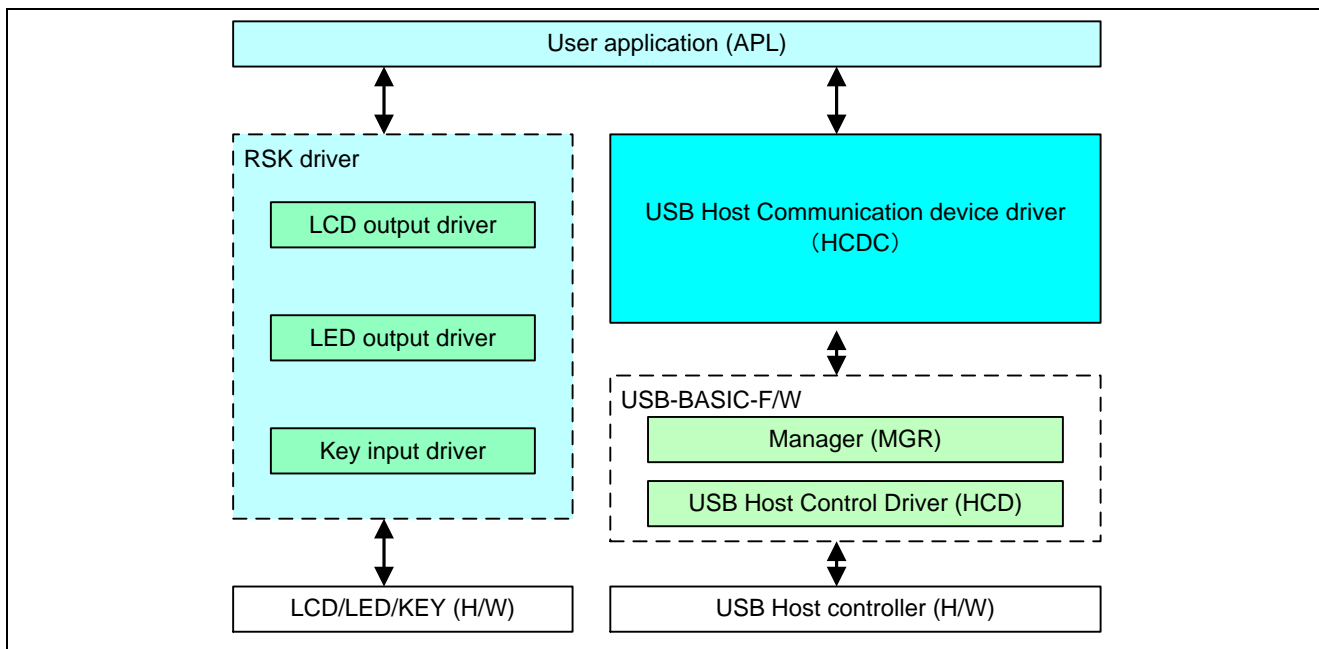 User application (APL)
RSK driver
LCD output driver
LED output driver
Key input driver
LCD/LED/KEY (H/W)
USB Host Communication device driver
（HCDC）
USB-BASIC-F/W
Manager (MGR)
USB Host Control Driver (HCD)
USB Host controller (H/W)